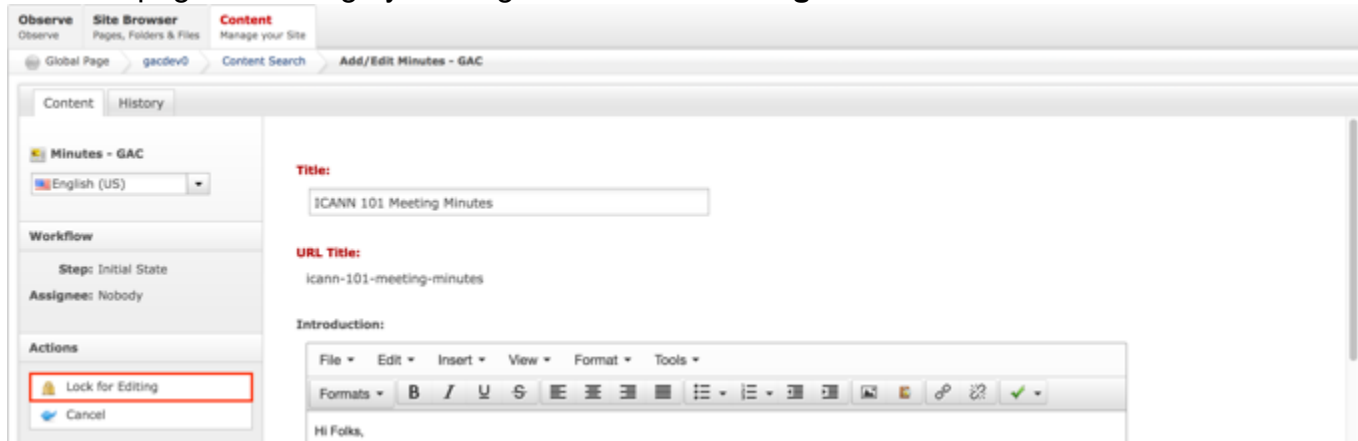 Observe Site Browser Content
Observe Pages, Folders & Files Manage your Site
Global Page gacdev0 Content Search Add/Edit Minutes - GAC
Content History
Minutes - GAC
English (US)
Workflow
Step: Initial State
Assignee: Nobody
Actions
Lock for Editing
Cancel
Title:
ICANN 101 Meeting Minutes
URL Title:
icann-101-meeting-minutes
Introduction:
File Edit Insert View Format Tools
Formats B I U S
Hi Folks,